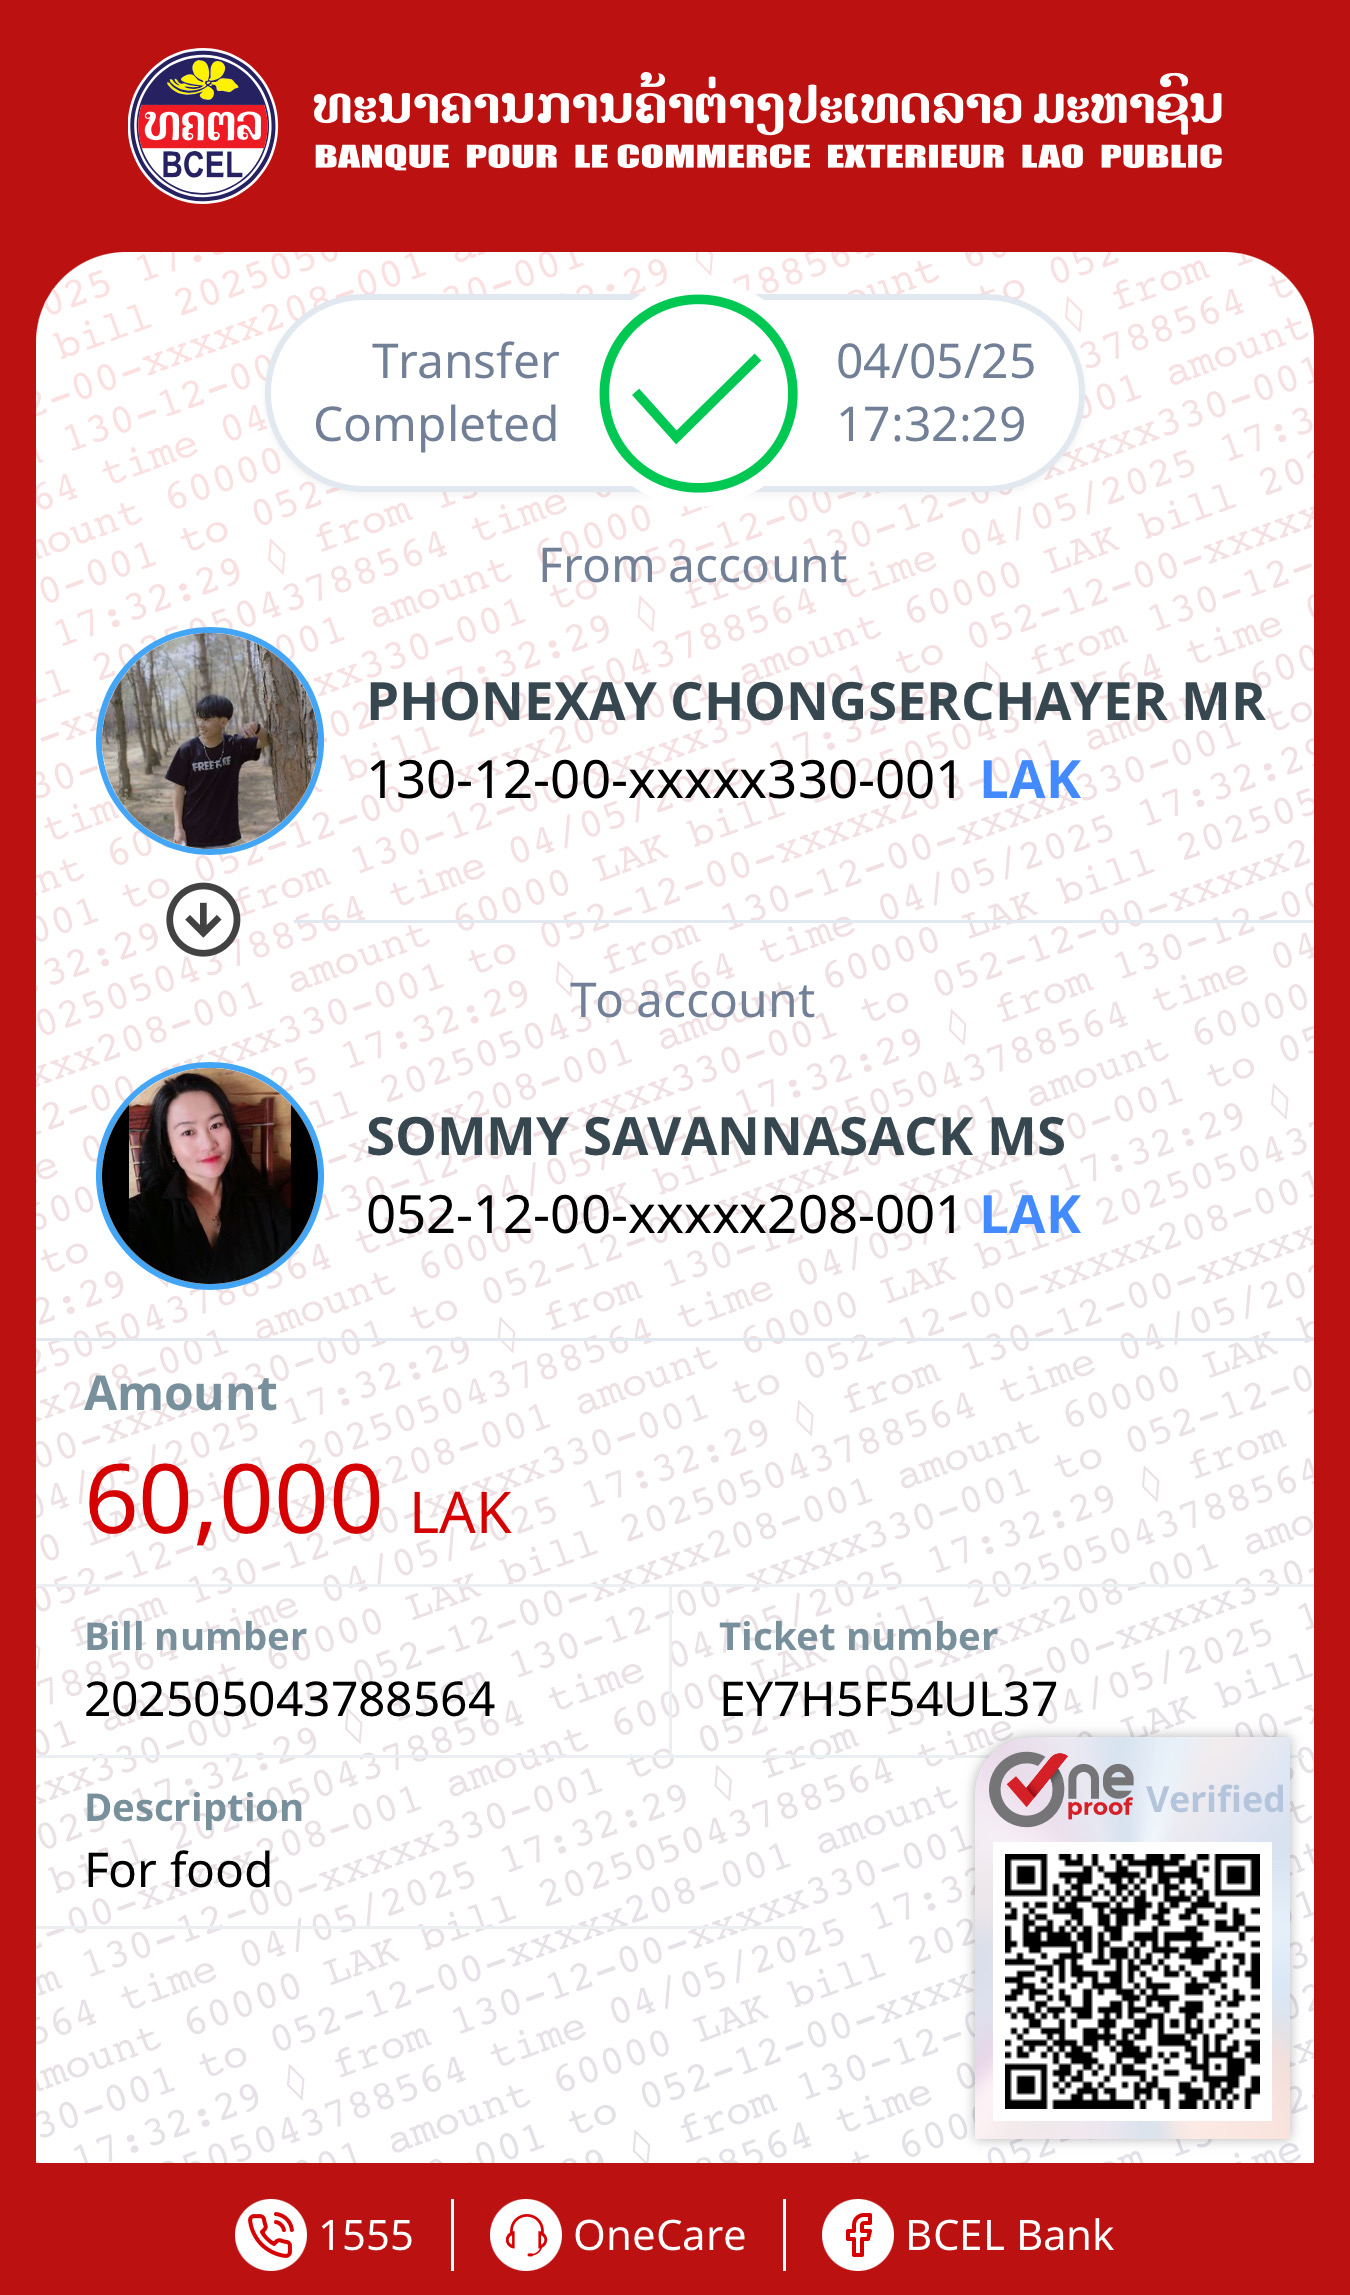 ທຄຕລ
BCEL
ທະນາຄານການຄ້າຕ່າງປະເທດລາວ ມະຫາຊົນ
BANQUE POUR LE COMMERCE EXTERIEUR LAO PUBLIC
Transfer
Completed
04/05/25
17:32:29
From account
PHONEXAY CHONGSERCHAYER MR
130-12-00-xxxxx330-001 LAK
To account
SOMMY SAVANNASACK MS
052-12-00-xxxxx208-001 LAK
Amount
60,000 LAK
Bill number
202505043788564
Ticket number
EY7H5F54UL37
Description
For food
One proof Verified
1555
OneCare
BCEL Bank